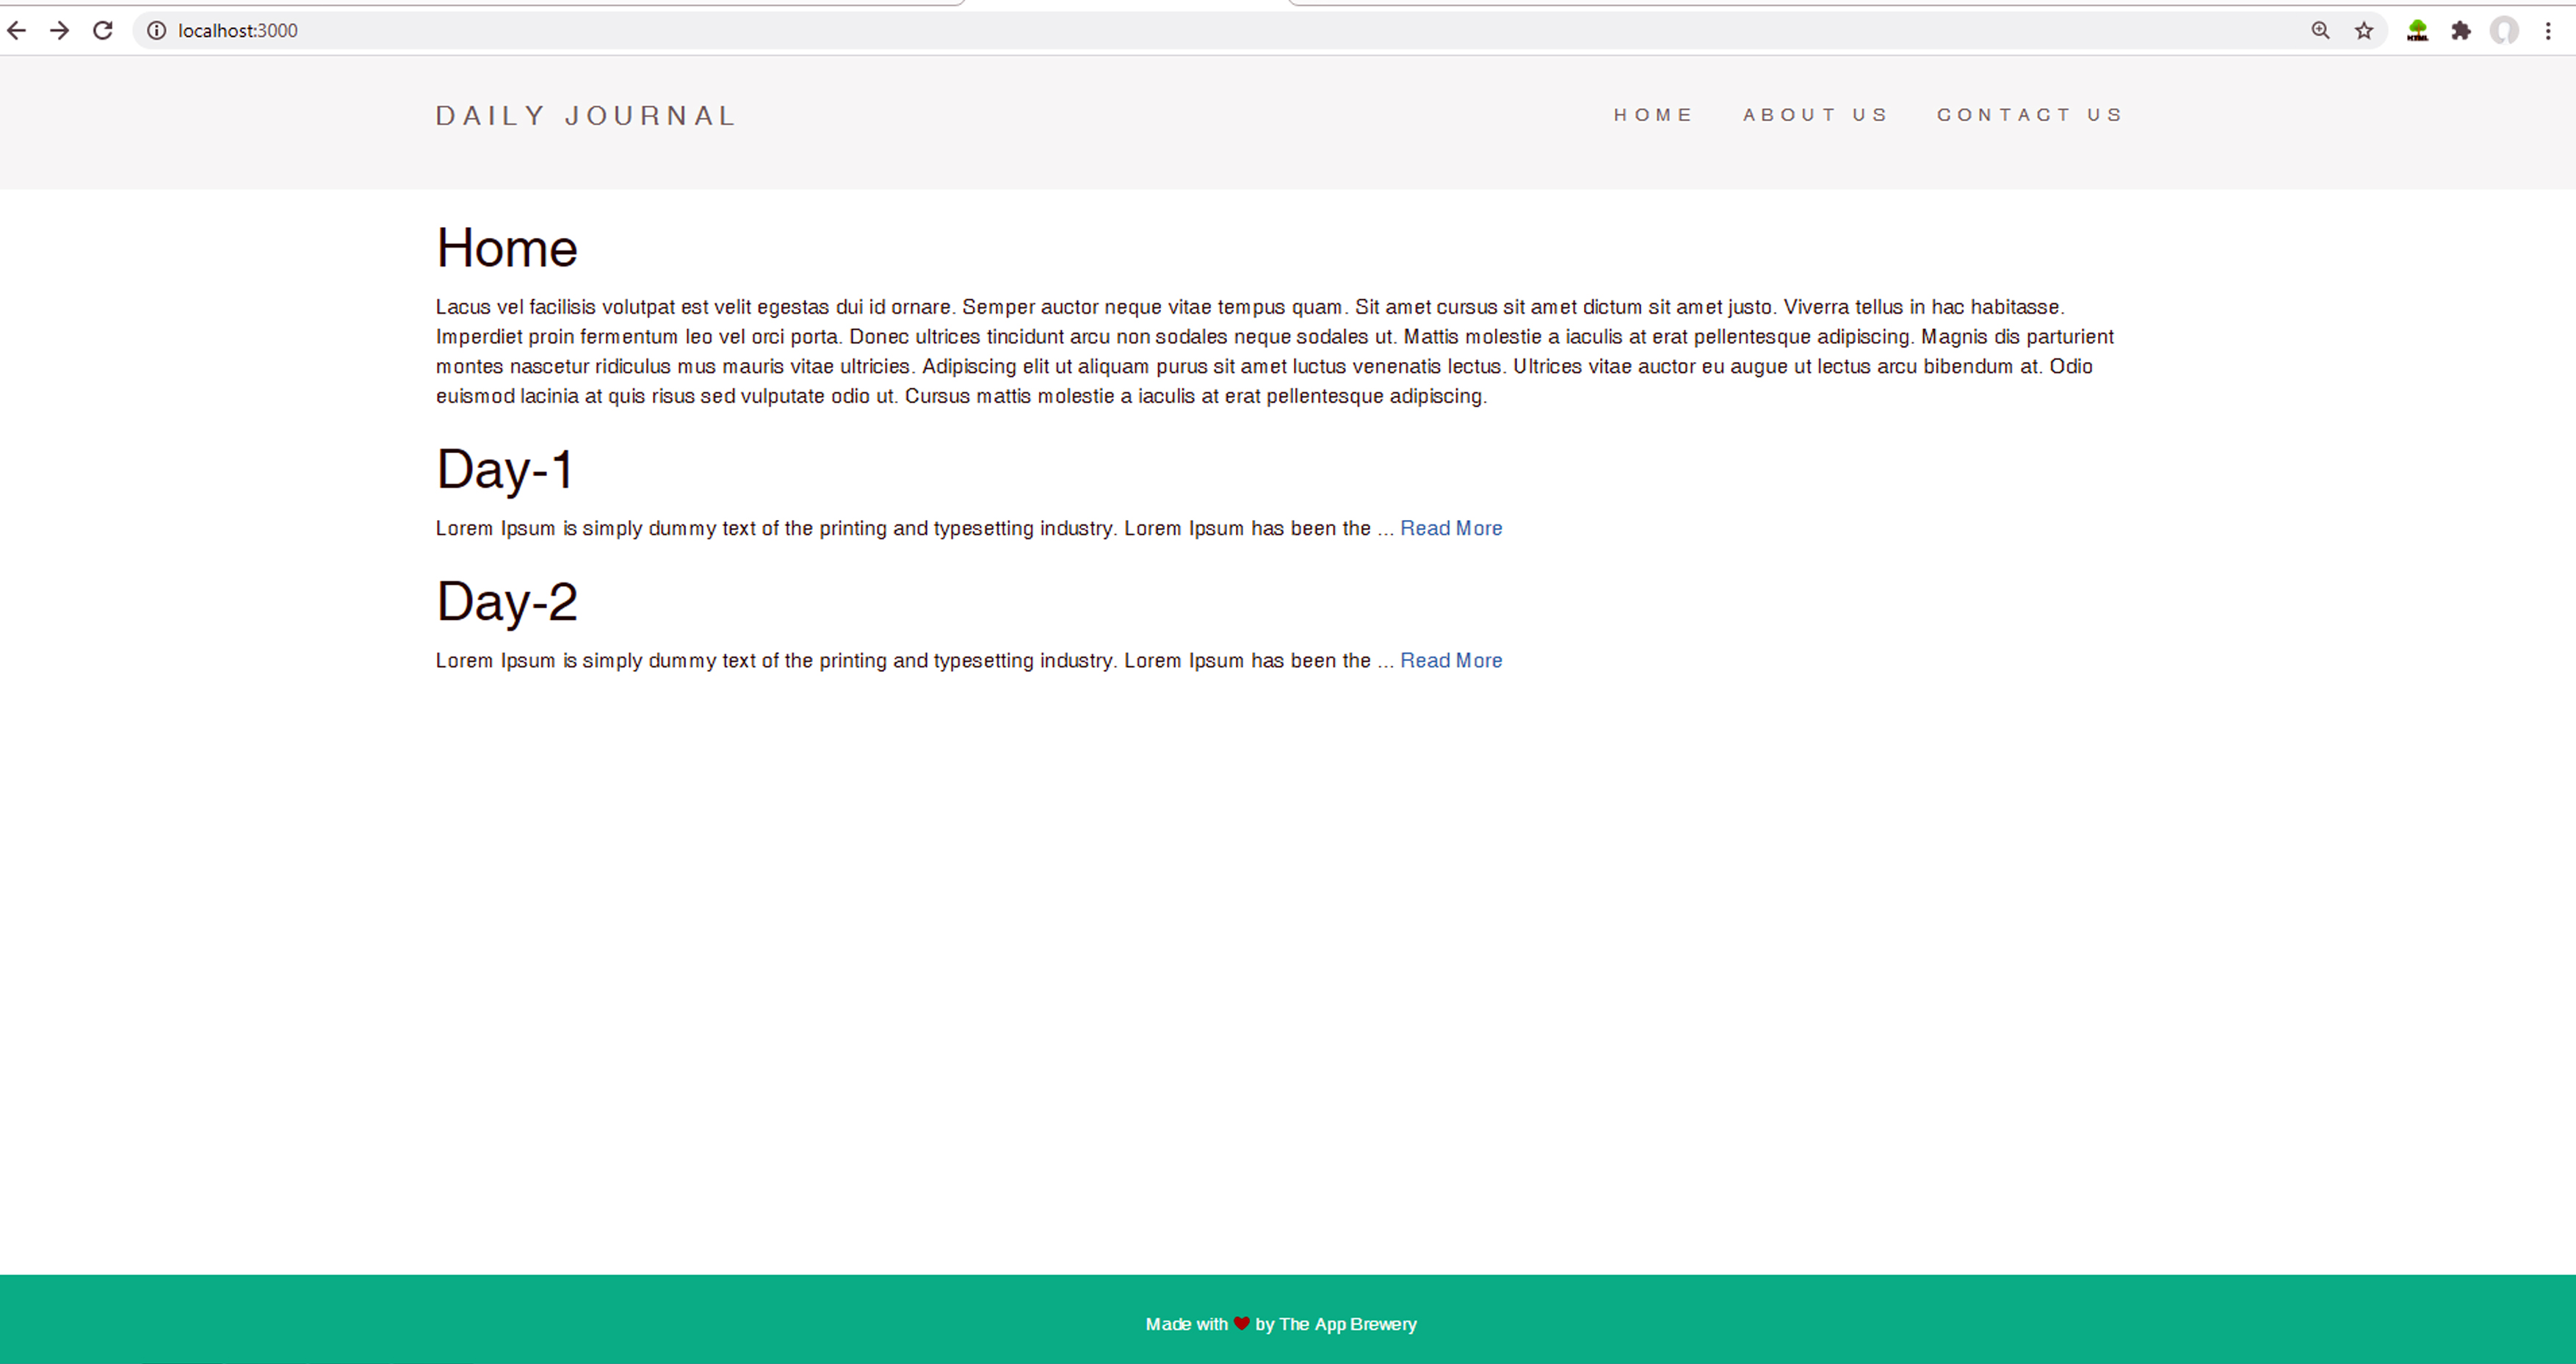 localhost:3000
HTML
DAILY JOURNAL HOME ABOUT US CONTACT US
Home
Lacus vel facilisis volutpat est velit egestas dui id ornare. Semper auctor neque vitae tempus quam. Sit amet cursus sit amet dictum sit amet justo. Viverra tellus in hac habitasse.
Imperdiet proin fermentum leo vel orci porta. Donec ultrices tincidunt arcu non sodales neque sodales ut. Mattis molestie a iaculis at erat pellentesque adipiscing. Magnis dis parturient
montes nascetur ridiculus mus mauris vitae ultricies. Adipiscing elit ut aliquam purus sit amet luctus venenatis lectus. Ultrices vitae auctor eu augue ut lectus arcu bibendum at. Odio
euismod lacinia at quis risus sed vulputate odio ut. Cursus mattis molestie a iaculis at erat pellentesque adipiscing.
Day-1
Lorem Ipsum is simply dummy text of the printing and typesetting industry. Lorem Ipsum has been the ... Read More
Day-2
Lorem Ipsum is simply dummy text of the printing and typesetting industry. Lorem Ipsum has been the ... Read More
Made with ❤ by The App Brewery